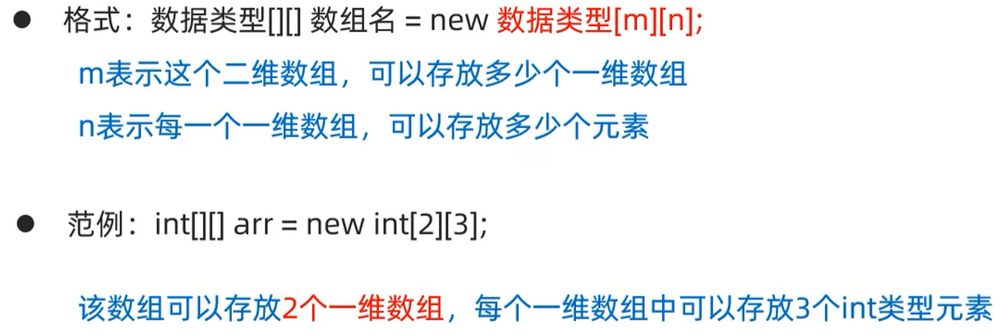 ● 格式：数据类型[][] 数组名 = new 数据类型[m][n];
m表示这个二维数组，可以存放多少个一维数组
n表示每一个一维数组，可以存放多少个元素
● 范例：int[][] arr = new int[2][3];
该数组可以存放2个一维数组，每个一维数组中可以存放3个int类型元素